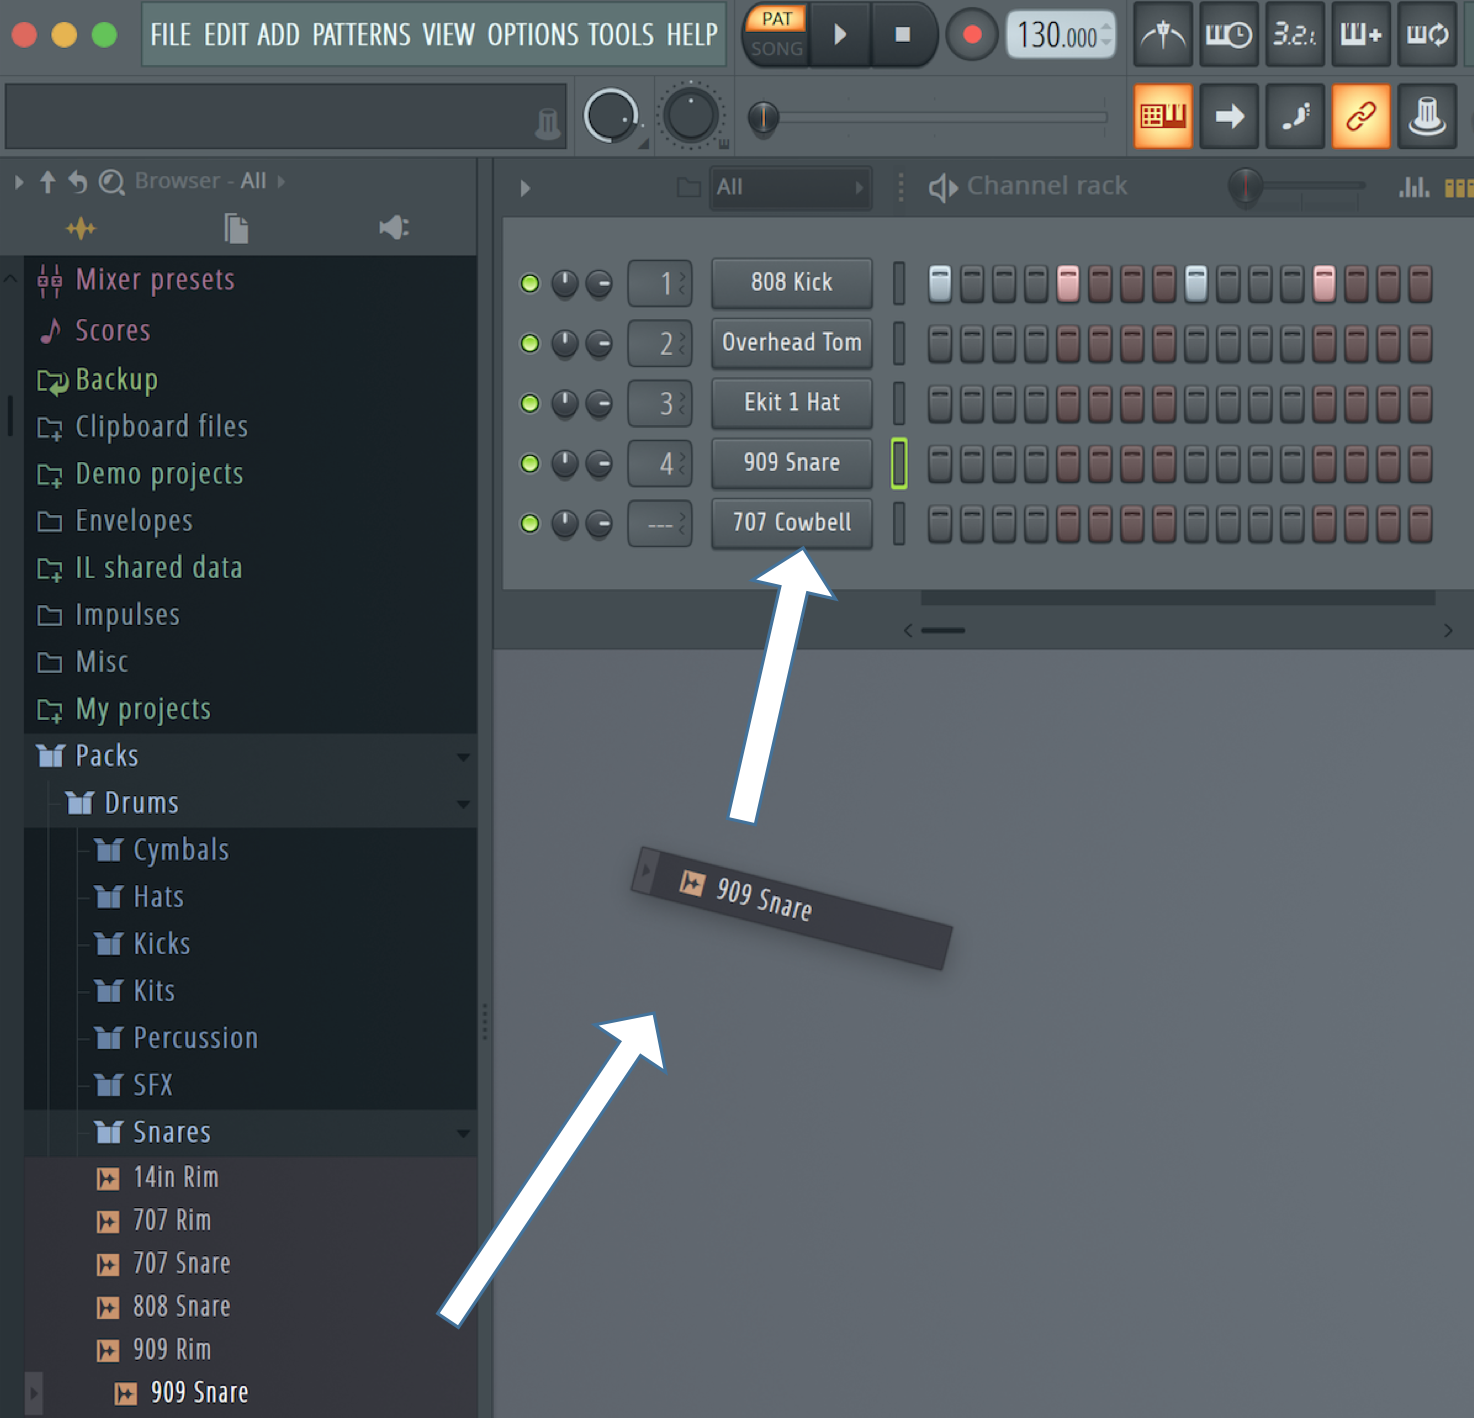 FILE EDIT ADD PATTERNS VIEW OPTIONS TOOLS HELP
PAT
SONG
130.000
3.2.1
Browser - All
All
Channel rack
Mixer presets
Scores
Backup
Clipboard files
Demo projects
Envelopes
IL shared data
Impulses
Misc
My projects
Packs
Drums
Cymbals
Hats
Kicks
Kits
Percussion
SFX
Snares
14in Rim
707 Rim
707 Snare
808 Snare
909 Rim
909 Snare
1 808 Kick
2 Overhead Tom
3 Ekit 1 Hat
4 909 Snare
--- 707 Cowbell
909 Snare